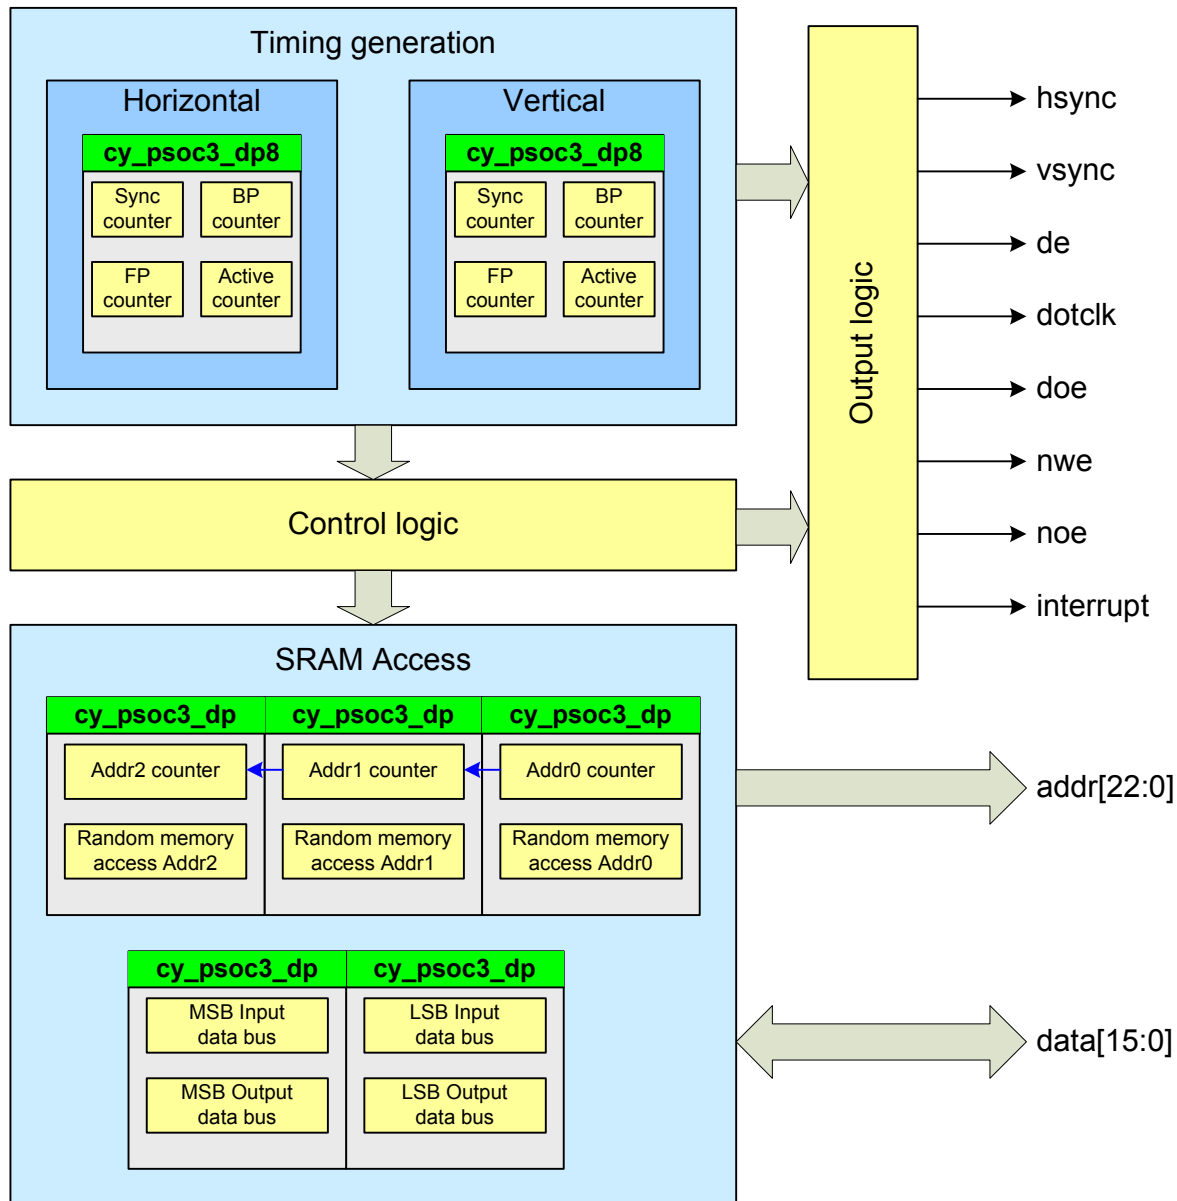 Timing generation
Horizontal
cy_psoc3_dp8
Sync
counter
BP
counter
FP
counter
Active
counter
Vertical
cy_psoc3_dp8
Sync
counter
BP
counter
FP
counter
Active
counter
Output logic
hsync
vsync
de
dotclk
doe
nwe
noe
interrupt
Control logic
SRAM Access
cy_psoc3_dp
cy_psoc3_dp
cy_psoc3_dp
Addr2 counter
Addr1 counter
Addr0 counter
Random memory
access Addr2
Random memory
access Addr1
Random memory
access Addr0
addr[22:0]
cy_psoc3_dp
cy_psoc3_dp
MSB Input
data bus
LSB Input
data bus
MSB Output
data bus
LSB Output
data bus
data[15:0]